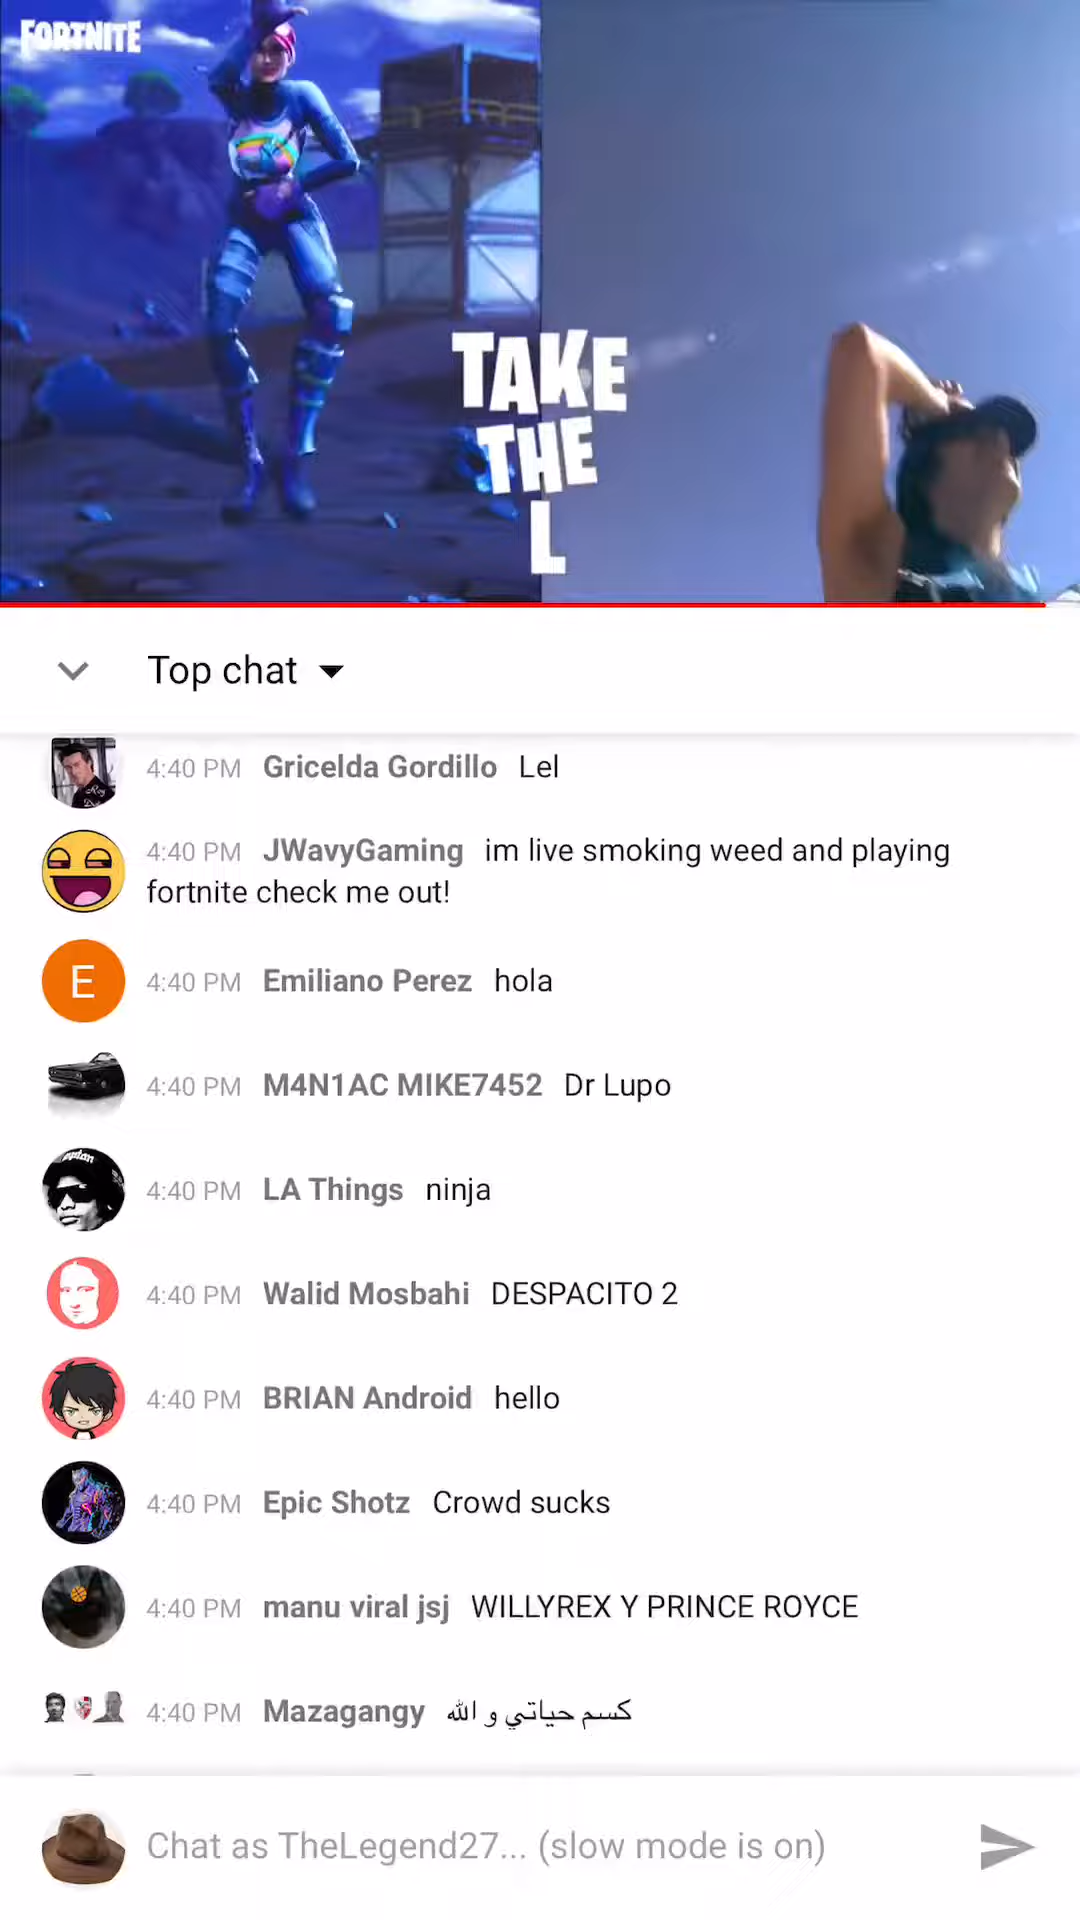 FORTNITE
TAKE
THE
L
Top chat
4:40 PM Gricelda Gordillo Lel
4:40 PM JWavyGaming im live smoking weed and playing
fortnite check me out!
E
4:40 PM Emiliano Perez hola
4:40 PM M4N1AC MIKE7452 Dr Lupo
4:40 PM LA Things ninja
4:40 PM Walid Mosbahi DESPACITO 2
4:40 PM BRIAN Android hello
4:40 PM Epic Shotz Crowd sucks
4:40 PM manu viral jsj WILLYREX Y PRINCE ROYCE
4:40 PM Mazagangy كسم حياتي و الله
Chat as TheLegend27... (slow mode is on)